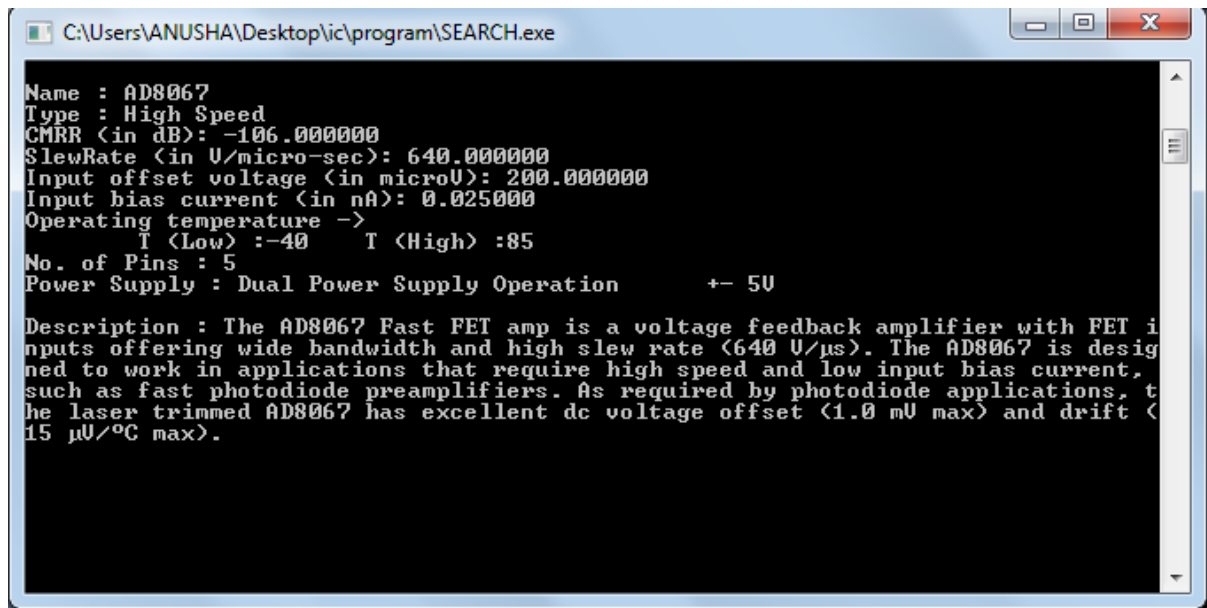 C:\Users\ANUSHA\Desktop\ic\program\SEARCH.exe
Name : AD8067
Type : High Speed
CMRR (in dB): -106.000000
SlewRate (in V/micro-sec): 640.000000
Input offset voltage (in microV): 200.000000
Input bias current (in nA): 0.025000
Operating temperature ->
T (Low) :-40 T (High) :85
No. of Pins : 5
Power Supply : Dual Power Supply Operation +- 5V
Description : The AD8067 Fast FET amp is a voltage feedback amplifier with FET i
nputs offering wide bandwidth and high slew rate (640 V/µs). The AD8067 is desig
ned to work in applications that require high speed and low input bias current,
such as fast photodiode preamplifiers. As required by photodiode applications, t
he laser trimmed AD8067 has excellent dc voltage offset (1.0 mV max) and drift (
15 µV/ºC max).